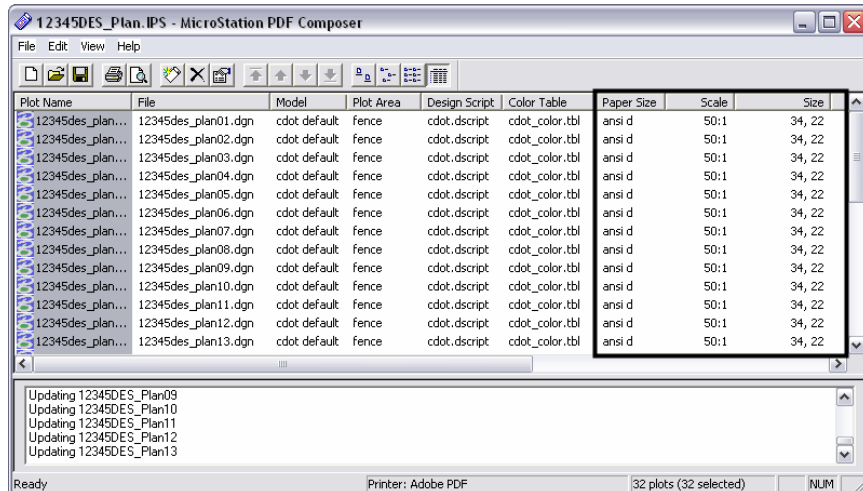 12345DES_Plan.IPS - MicroStation PDF Composer
File Edit View Help
Plot Name File Model Plot Area Design Script Color Table Paper Size Scale Size
12345des_plan... 12345des_plan01.dgn cdot default fence cdot.dscript cdot_color.tbl ansi d 50:1 34, 22
12345des_plan... 12345des_plan02.dgn cdot default fence cdot.dscript cdot_color.tbl ansi d 50:1 34, 22
12345des_plan... 12345des_plan03.dgn cdot default fence cdot.dscript cdot_color.tbl ansi d 50:1 34, 22
12345des_plan... 12345des_plan04.dgn cdot default fence cdot.dscript cdot_color.tbl ansi d 50:1 34, 22
12345des_plan... 12345des_plan05.dgn cdot default fence cdot.dscript cdot_color.tbl ansi d 50:1 34, 22
12345des_plan... 12345des_plan06.dgn cdot default fence cdot.dscript cdot_color.tbl ansi d 50:1 34, 22
12345des_plan... 12345des_plan07.dgn cdot default fence cdot.dscript cdot_color.tbl ansi d 50:1 34, 22
12345des_plan... 12345des_plan08.dgn cdot default fence cdot.dscript cdot_color.tbl ansi d 50:1 34, 22
12345des_plan... 12345des_plan09.dgn cdot default fence cdot.dscript cdot_color.tbl ansi d 50:1 34, 22
12345des_plan... 12345des_plan10.dgn cdot default fence cdot.dscript cdot_color.tbl ansi d 50:1 34, 22
12345des_plan... 12345des_plan11.dgn cdot default fence cdot.dscript cdot_color.tbl ansi d 50:1 34, 22
12345des_plan... 12345des_plan12.dgn cdot default fence cdot.dscript cdot_color.tbl ansi d 50:1 34, 22
12345des_plan... 12345des_plan13.dgn cdot default fence cdot.dscript cdot_color.tbl ansi d 50:1 34, 22
Updating 12345DES_Plan09
Updating 12345DES_Plan10
Updating 12345DES_Plan11
Updating 12345DES_Plan12
Updating 12345DES_Plan13
Ready Printer: Adobe PDF 32 plots (32 selected) NUM